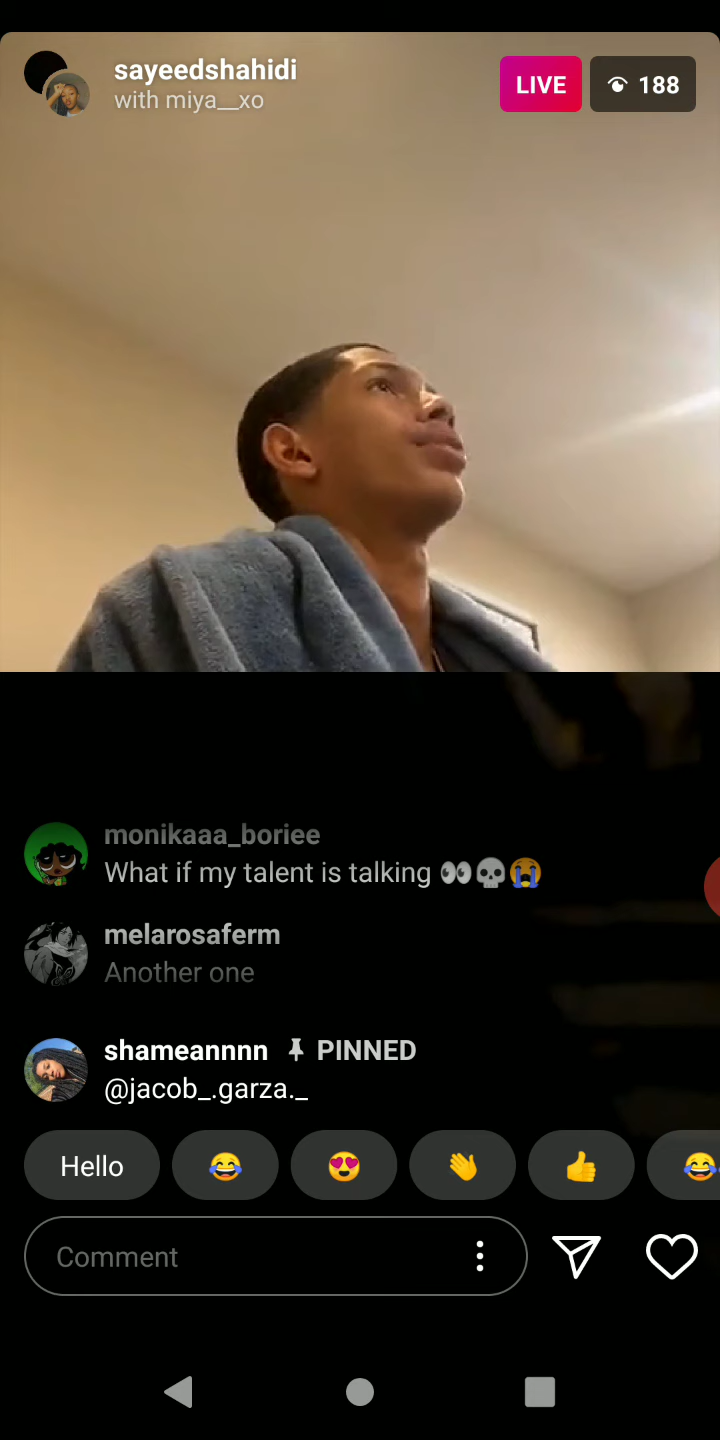 sayeedshahidi
with miya__xo
LIVE
188
monikaaa_boriee
What if my talent is talking 👀💀😭
melarosaferm
Another one
shameannnn PINNED
@jacob_.garza._
Hello 😂 😍 👋 👍 😂
Comment